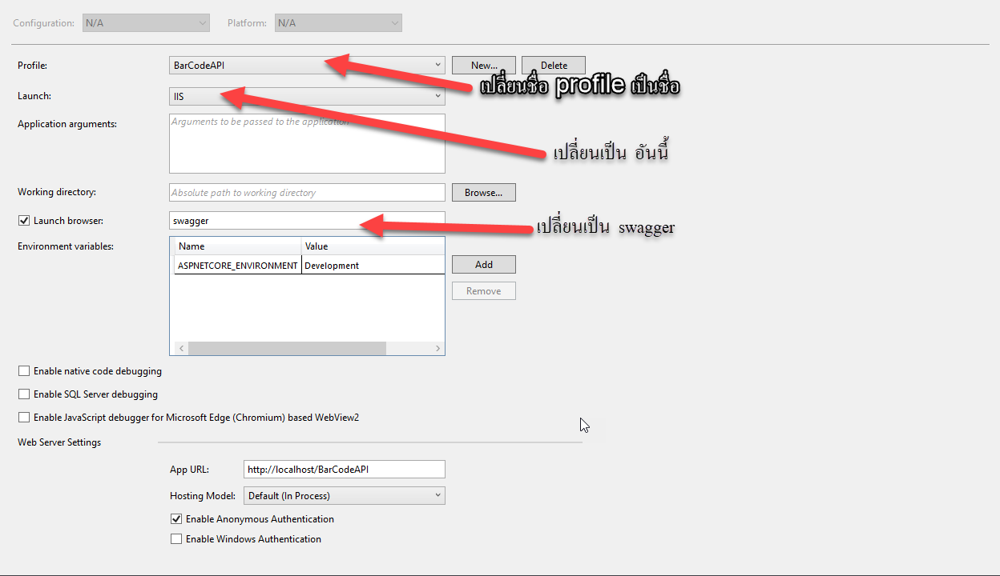 Configuration: N/A Platform: N/A
Profile: BarCodeAPI New... Delete
เปลี่ยนชื่อ profile เป็นชื่อ
Launch: IIS
Application arguments: Arguments to be passed to the application
เปลี่ยนเป็น อันนี้
Working directory: Absolute path to working directory Browse...
Launch browser: swagger
เปลี่ยนเป็น swagger
Environment variables: Name Value
ASPNETCORE_ENVIRONMENT Development Add
Remove
Enable native code debugging
Enable SQL Server debugging
Enable JavaScript debugger for Microsoft Edge (Chromium) based WebView2
Web Server Settings
App URL: http://localhost/BarCodeAPI
Hosting Model: Default (In Process)
Enable Anonymous Authentication
Enable Windows Authentication